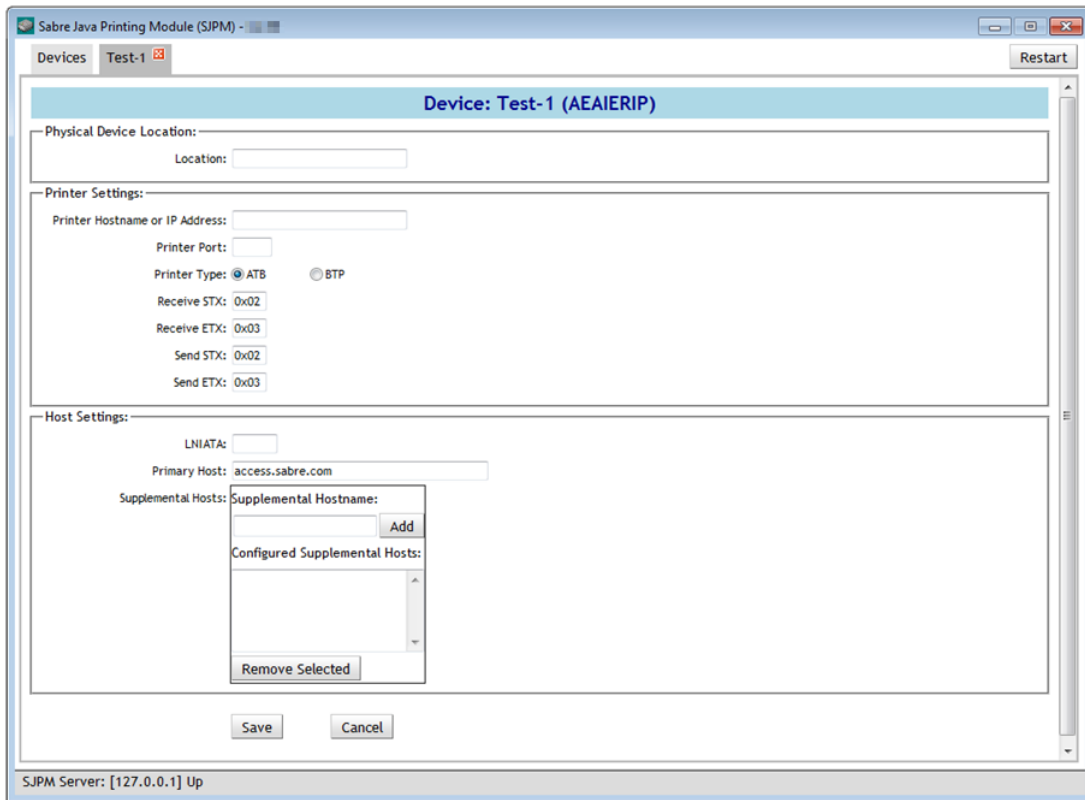 Sabre Java Printing Module (SJPM) -
Devices
Test-1
Restart
Device: Test-1 (AEAIERIP)
Physical Device Location:
Location:
Printer Settings:
Printer Hostname or IP Address:
Printer Port:
Printer Type: ATB BTP
Receive STX: 0x02
Receive ETX: 0x03
Send STX: 0x02
Send ETX: 0x03
Host Settings:
LNIATA:
Primary Host: access.sabre.com
Supplemental Hosts: Supplemental Hostname:
Add
Configured Supplemental Hosts:
Remove Selected
Save Cancel
SJPM Server: [127.0.0.1] Up